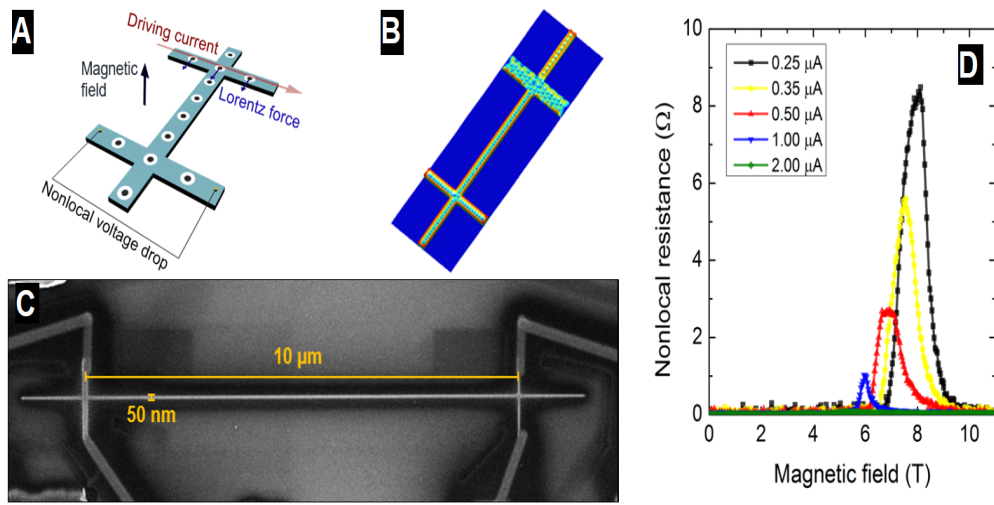 A
Driving current
Magnetic
field
Lorentz force
Nonlocal voltage drop
B
C
10 µm
50 nm
D
0.25 µA
0.35 µA
0.50 µA
1.00 µA
2.00 µA
Nonlocal resistance (Ω)
8
6
4
2
0
0 2 4 6 8 10
Magnetic field (T)